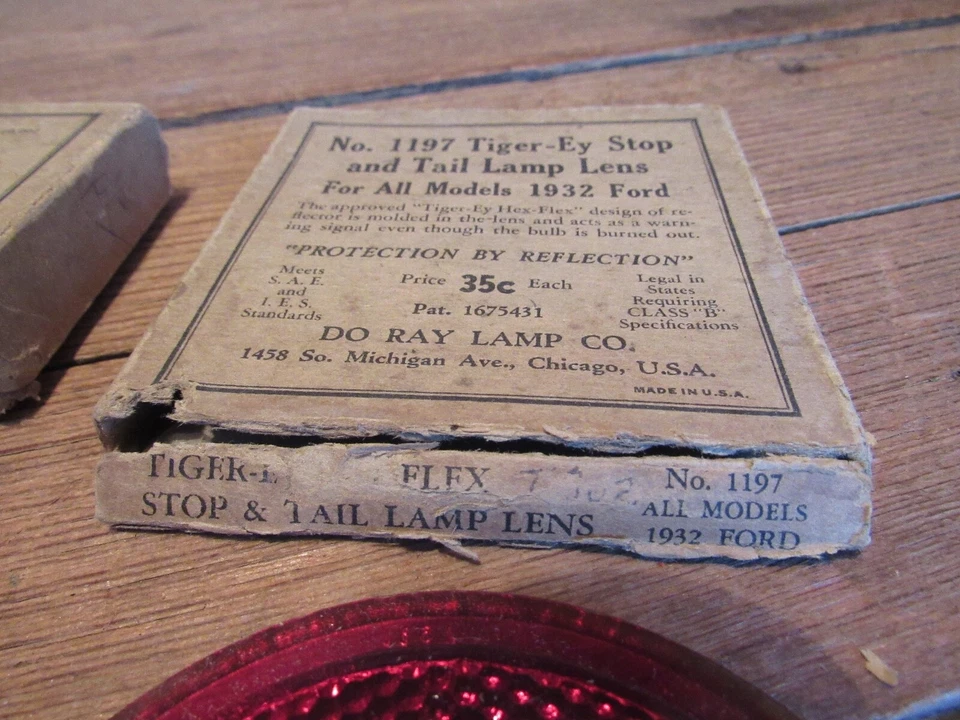 No. 1197 Tiger-Ey Stop
and Tail Lamp Lens
For All Models 1932 Ford
The approved "Tiger-Ey Hex-Flex" design of re-
flector is molded in the lens and acts as a warn-
ing signal even though the bulb is burned out.
"PROTECTION BY REFLECTION"
Meets
S. A. E.
and
I. E. S.
Standards
Price 35c Each
Pat. 1675431
Legal in
States
Requiring
CLASS "B"
Specifications
DO RAY LAMP CO.
1458 So. Michigan Ave., Chicago, U.S.A.
MADE IN U.S.A.
TIGER-E FLEX
STOP & TAIL LAMP LENS
No. 1197
ALL MODELS
1932 FORD